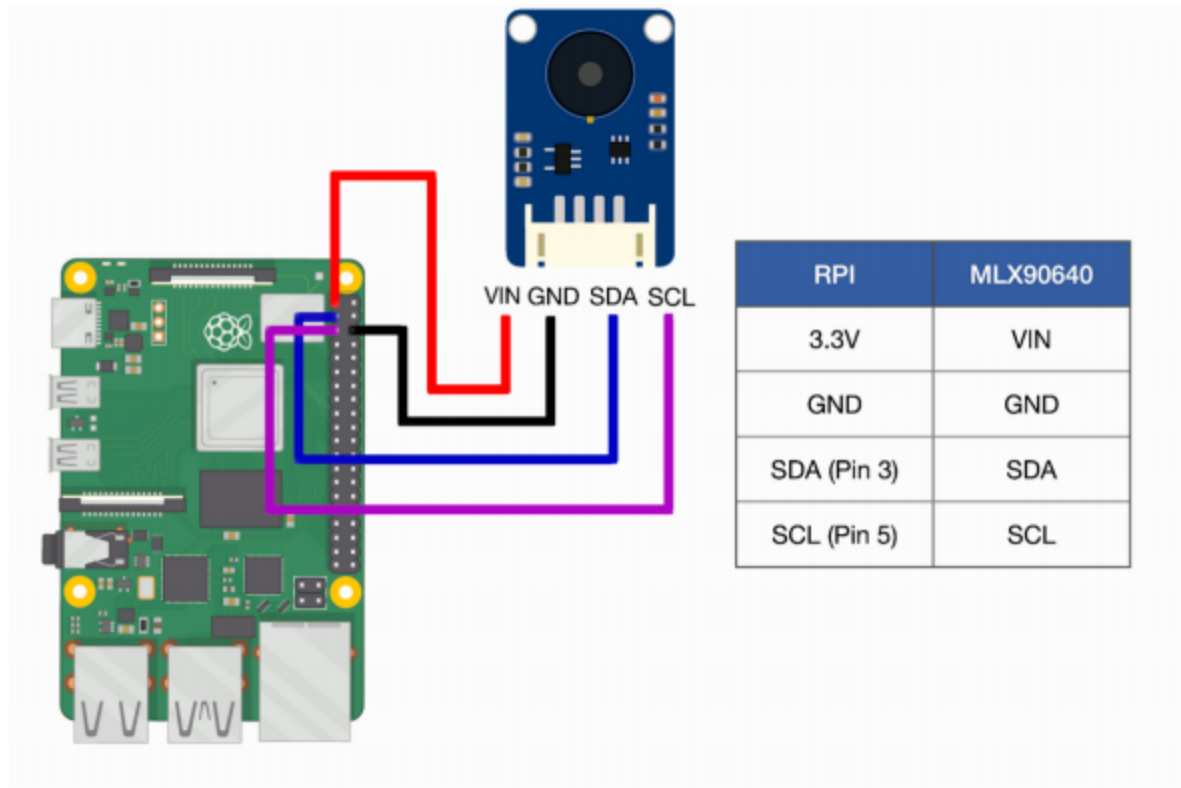 VIN GND SDA SCL
RPI MLX90640
3.3V VIN
GND GND
SDA (Pin 3) SDA
SCL (Pin 5) SCL